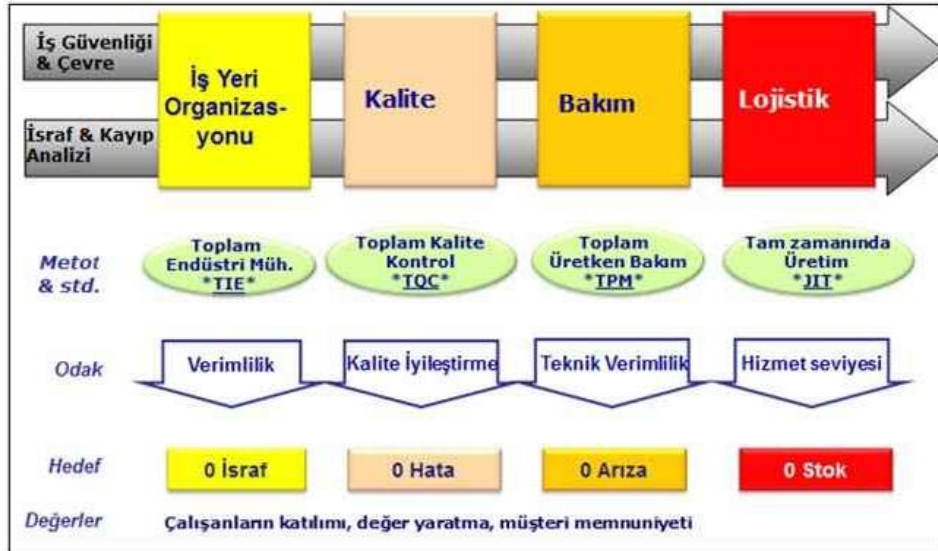 İş Güvenliği
& Çevre
İsraf & Kayıp
Analizi
İş Yeri
Organizas-
yonu
Kalite
Bakım
Lojistik
Metot
& std.
Toplam
Endüstri Müh.
*TIE*
Toplam Kalite
Kontrol
*TQC*
Toplam
Üretken Bakım
*TPM*
Tam zamanında
Üretim
*JIT*
Odak
Verimlilik
Kalite İyileştirme
Teknik Verimlilik
Hizmet seviyesi
Hedef
0 İsraf
0 Hata
0 Arıza
0 Stok
Değerler
Çalışanların katılımı, değer yaratma, müşteri memnuniyeti